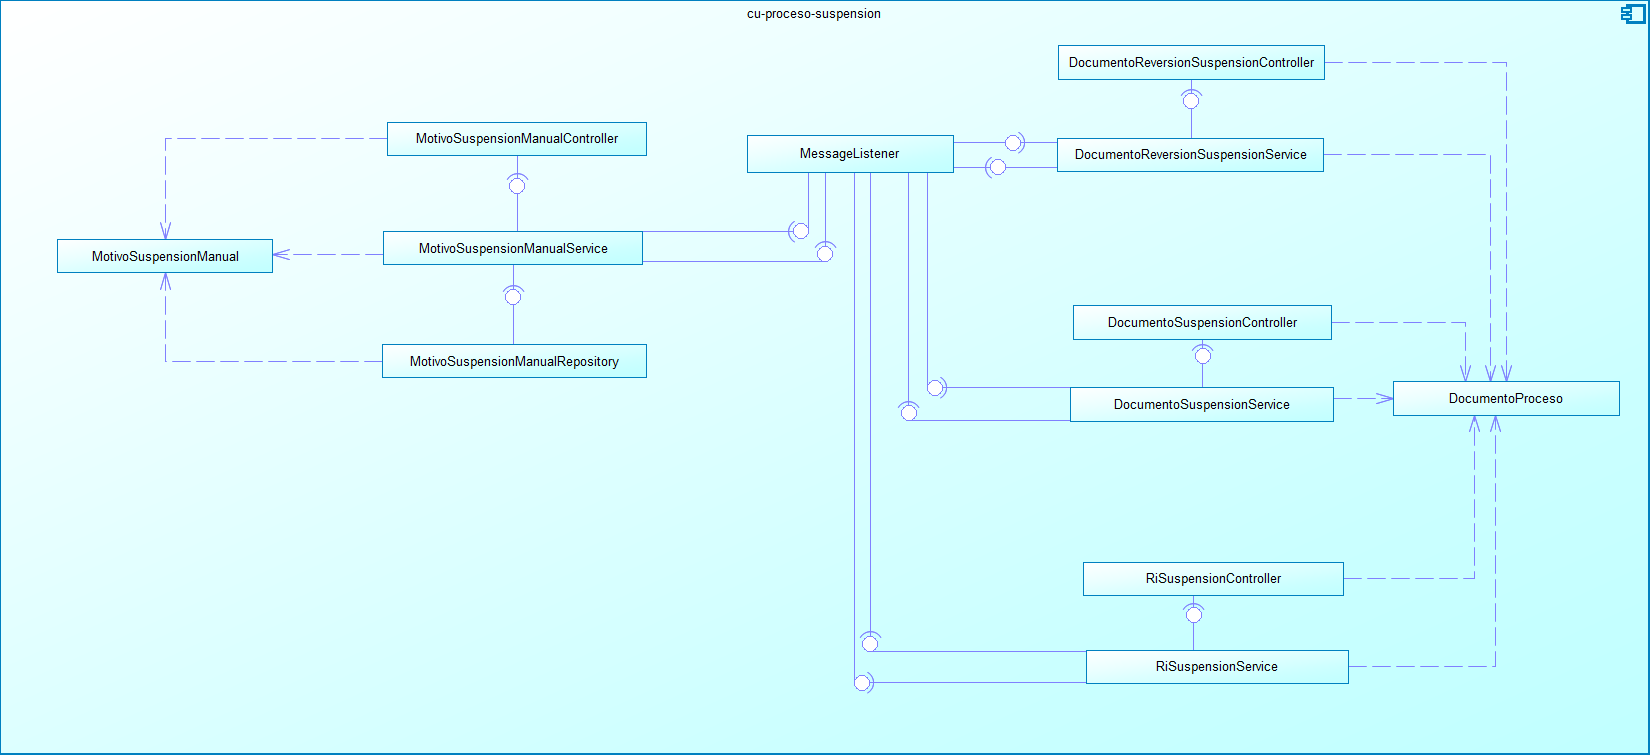 cu-proceso-suspension
DocumentoReversionSuspensionController
MotivoSuspensionManualController
MessageListener
DocumentoReversionSuspensionService
MotivoSuspensionManual
MotivoSuspensionManualService
DocumentoSuspensionController
MotivoSuspensionManualRepository
DocumentoSuspensionService
DocumentoProceso
RiSuspensionController
RiSuspensionService